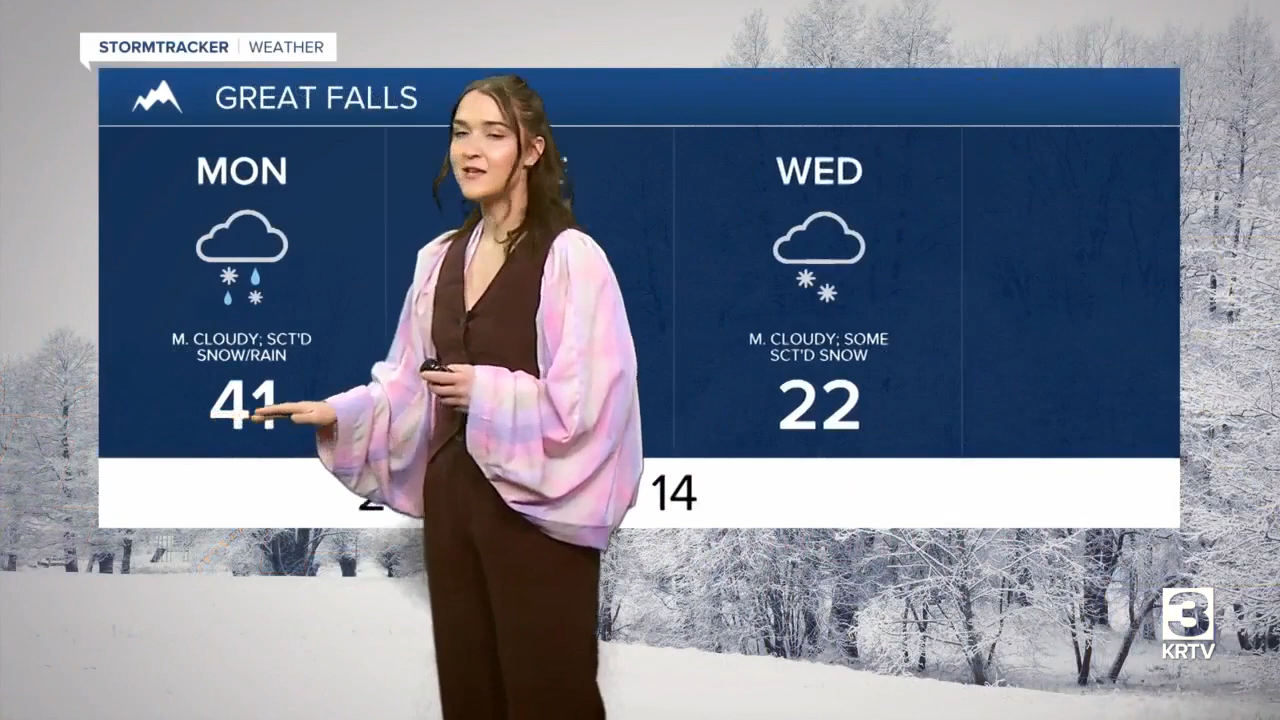 STORMTRACKER | WEATHER
GREAT FALLS
MON
WED
M. CLOUDY; SCT'D
SNOW/RAIN
M. CLOUDY; SOME
SCT'D SNOW
41
22
14
3
KRTV